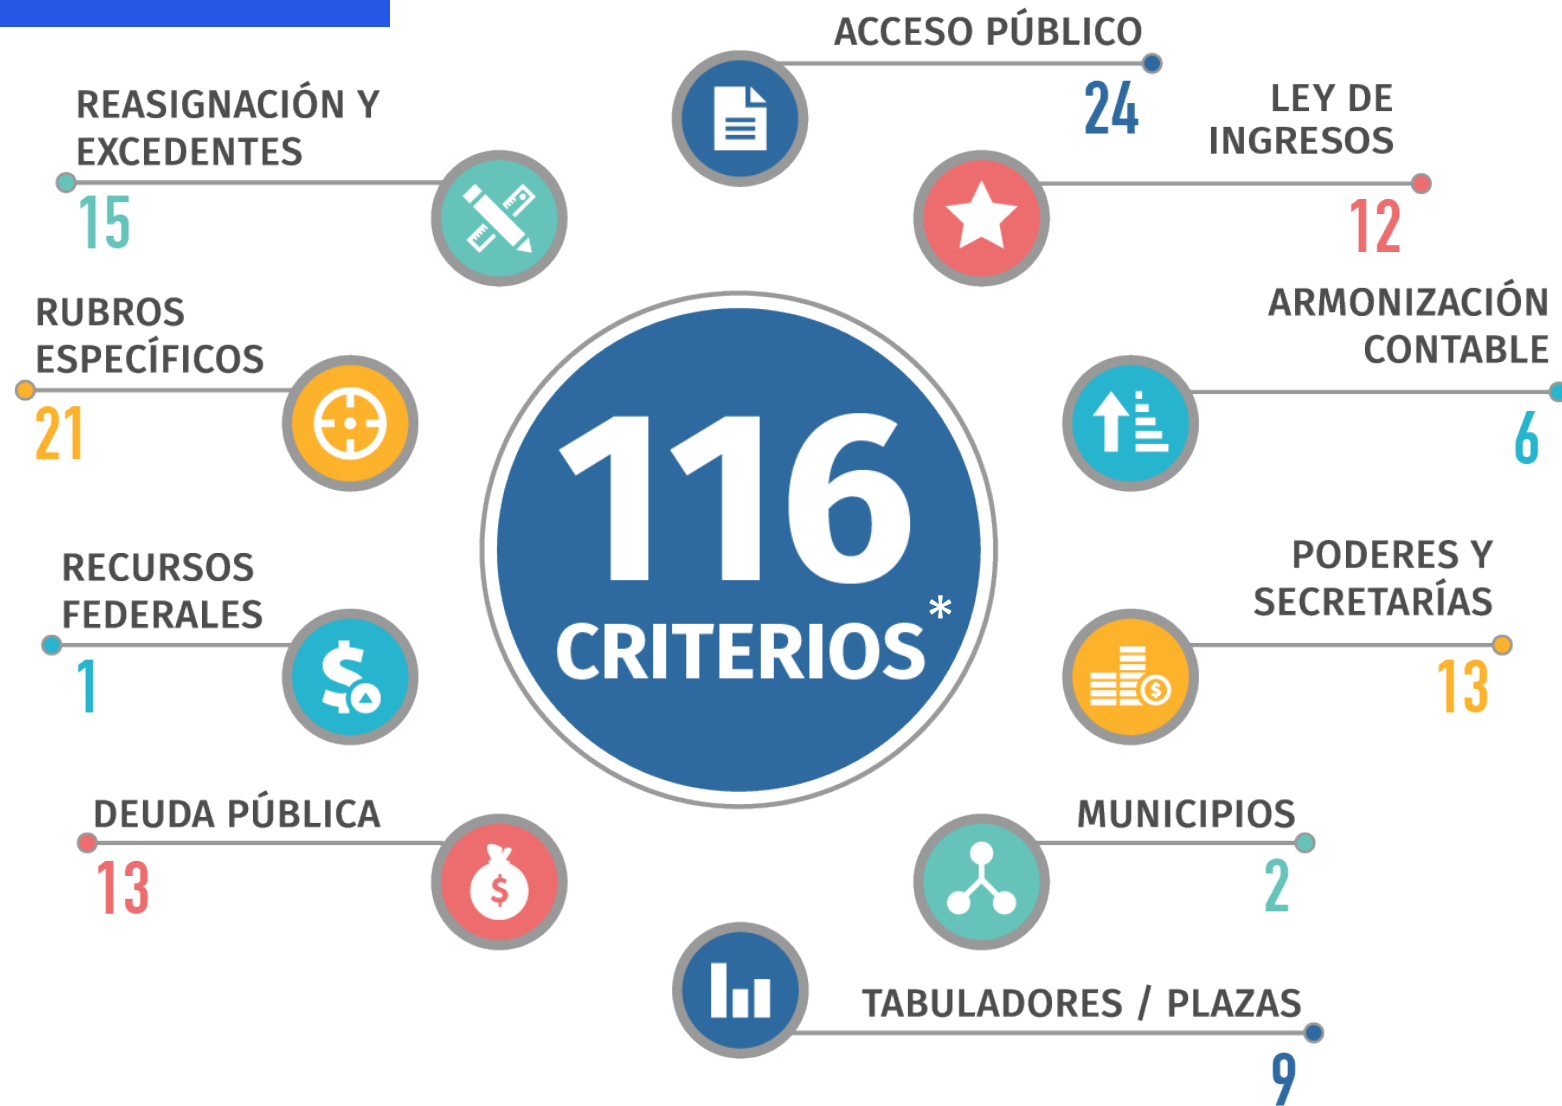 ACCESO PÚBLICO
24
LEY DE
INGRESOS
12
ARMONIZACIÓN
CONTABLE
6
PODERES Y
SECRETARÍAS
13
MUNICIPIOS
2
TABULADORES / PLAZAS
9
DEUDA PÚBLICA
13
RECURSOS
FEDERALES
1
RUBROS
ESPECÍFICOS
21
REASIGNACIÓN Y
EXCEDENTES
15
116
CRITERIOS*
$
$
$